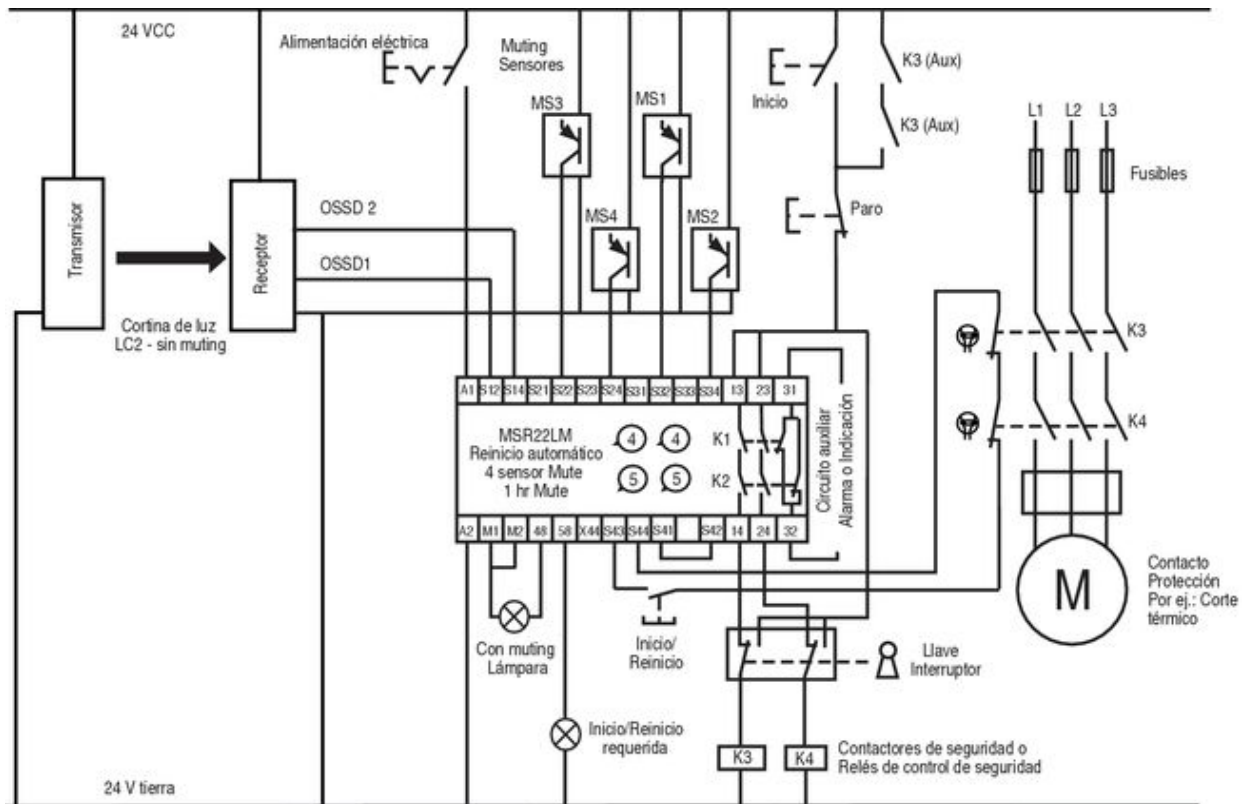 24 VCC
Alimentación eléctrica
Muting
Sensores
MS3
MS1
MS4
MS2
Inicio
K3 (Aux)
K3 (Aux)
Paro
L1 L2 L3
Fusibles
Transmisor
Receptor
OSSD 2
OSSD1
Cortina de luz
LC2 - sin muting
K3
K4
A1 S12 S14 S21 S22 S23 S24 S31 S32 S33 S34 13 23 31
MSR22LM
Reinicio automático
4 sensor Mute
1 hr Mute
4 4
5 5
K1
K2
Circuito auxiliar
Alarma o Indicación
A2 M1 M2 48 58 X44 S43 S44 S41 S42 14 24 32
M
Contacto
Protección
Por ej.: Corte
térmico
Con muting
Lámpara
Inicio/
Reinicio
Llave
Interruptor
Inicio/Reinicio
requerida
K3
K4
Contactores de seguridad o
Relés de control de seguridad
24 V tierra